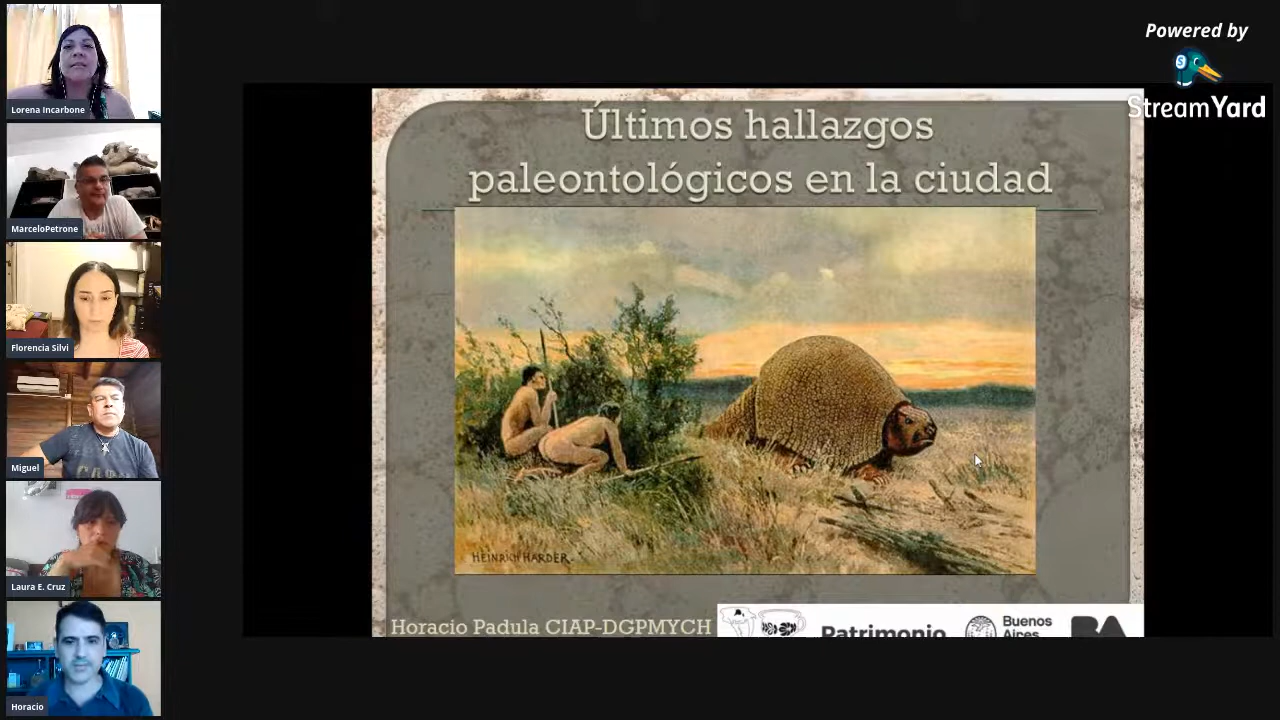 Powered by
StreamYard
Lorena Incarbone
MarceloPetrone
Florencia Silvi
Miguel
Laura E. Cruz
Horacio
Últimos hallazgos
paleontológicos en la ciudad
HEINRICH HARDER.
Horacio Padula CIAP-DGPMYCH
Patrimonio
Buenos
Aires
BA